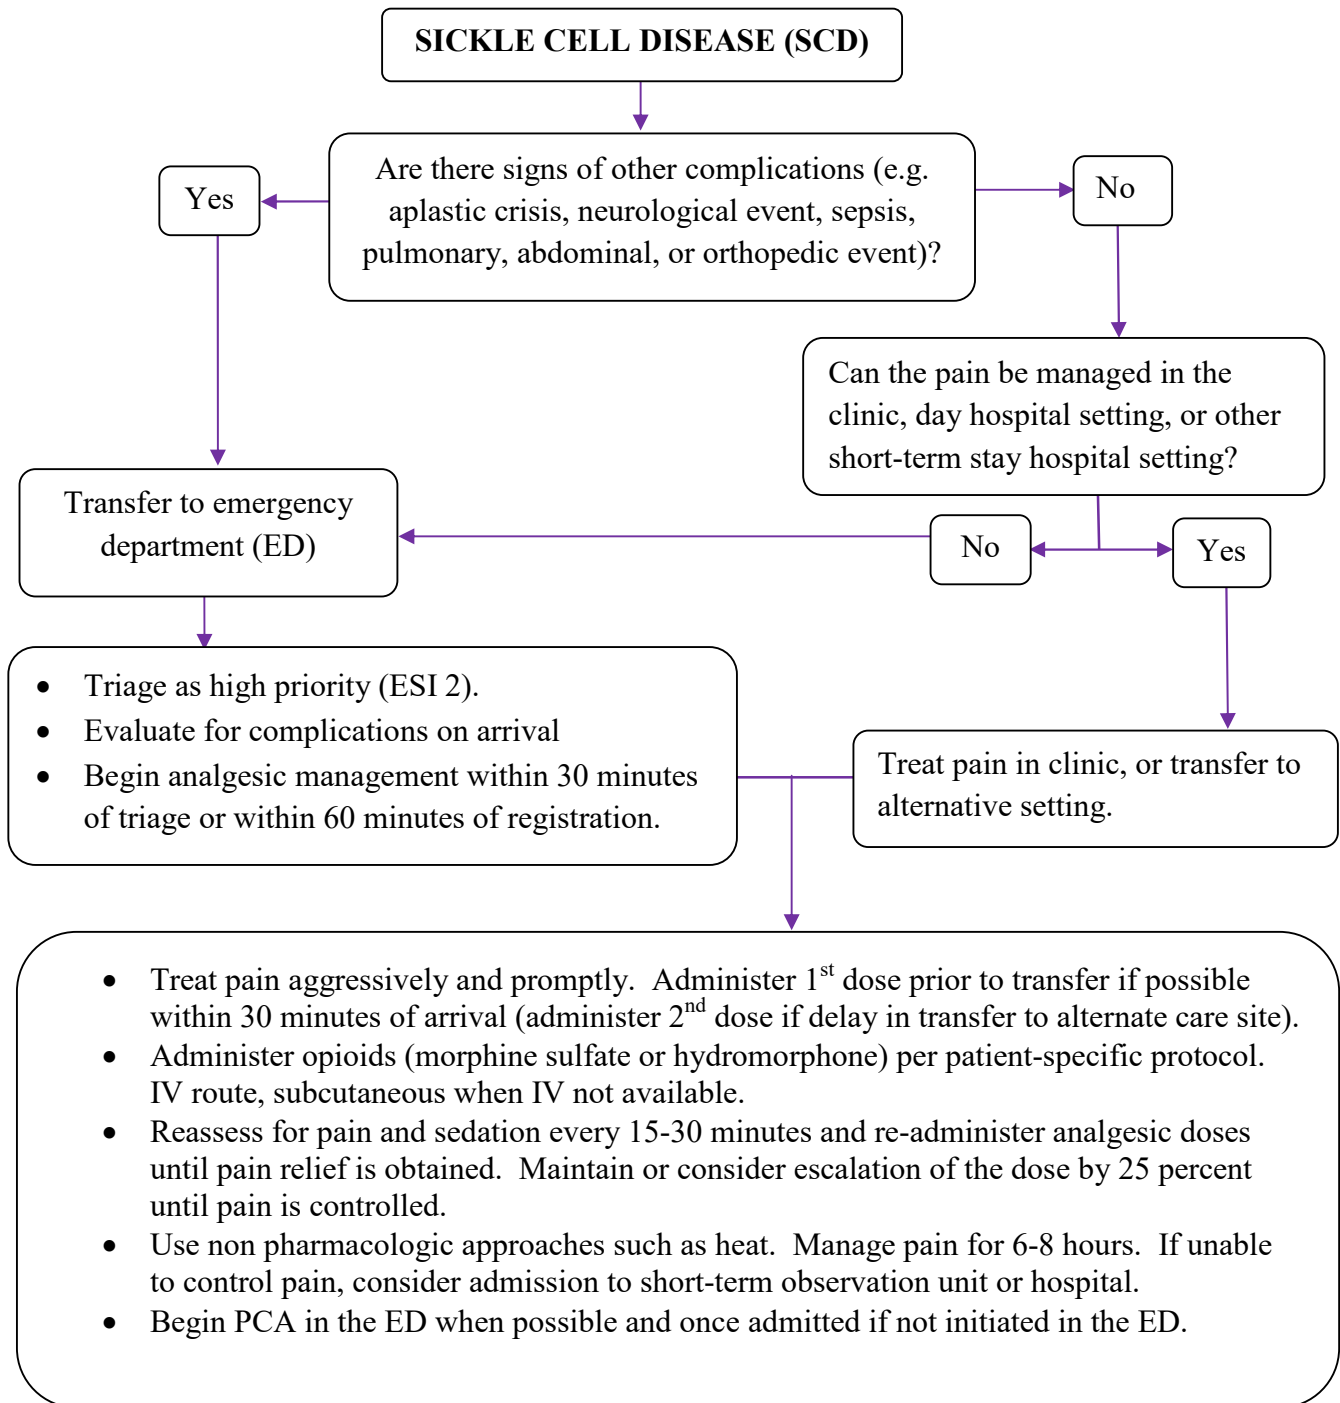 SICKLE CELL DISEASE (SCD)
Are there signs of other complications (e.g.
aplastic crisis, neurological event, sepsis,
pulmonary, abdominal, or orthopedic event)?
Yes
No
Can the pain be managed in the
clinic, day hospital setting, or other
short-term stay hospital setting?
Transfer to emergency
department (ED)
No
Yes
• Triage as high priority (ESI 2).
• Evaluate for complications on arrival
• Begin analgesic management within 30 minutes
of triage or within 60 minutes of registration.
Treat pain in clinic, or transfer to
alternative setting.
• Treat pain aggressively and promptly.  Administer 1st dose prior to transfer if possible
within 30 minutes of arrival (administer 2nd dose if delay in transfer to alternate care site).
• Administer opioids (morphine sulfate or hydromorphone) per patient-specific protocol.
IV route, subcutaneous when IV not available.
• Reassess for pain and sedation every 15-30 minutes and re-administer analgesic doses
until pain relief is obtained.  Maintain or consider escalation of the dose by 25 percent
until pain is controlled.
• Use non pharmacologic approaches such as heat.  Manage pain for 6-8 hours.  If unable
to control pain, consider admission to short-term observation unit or hospital.
• Begin PCA in the ED when possible and once admitted if not initiated in the ED.